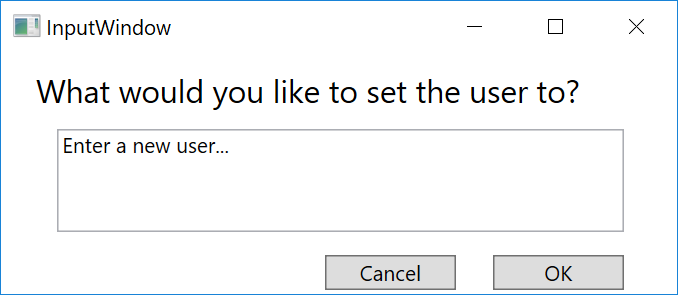 InputWindow
What would you like to set the user to?
Enter a new user...
Cancel OK